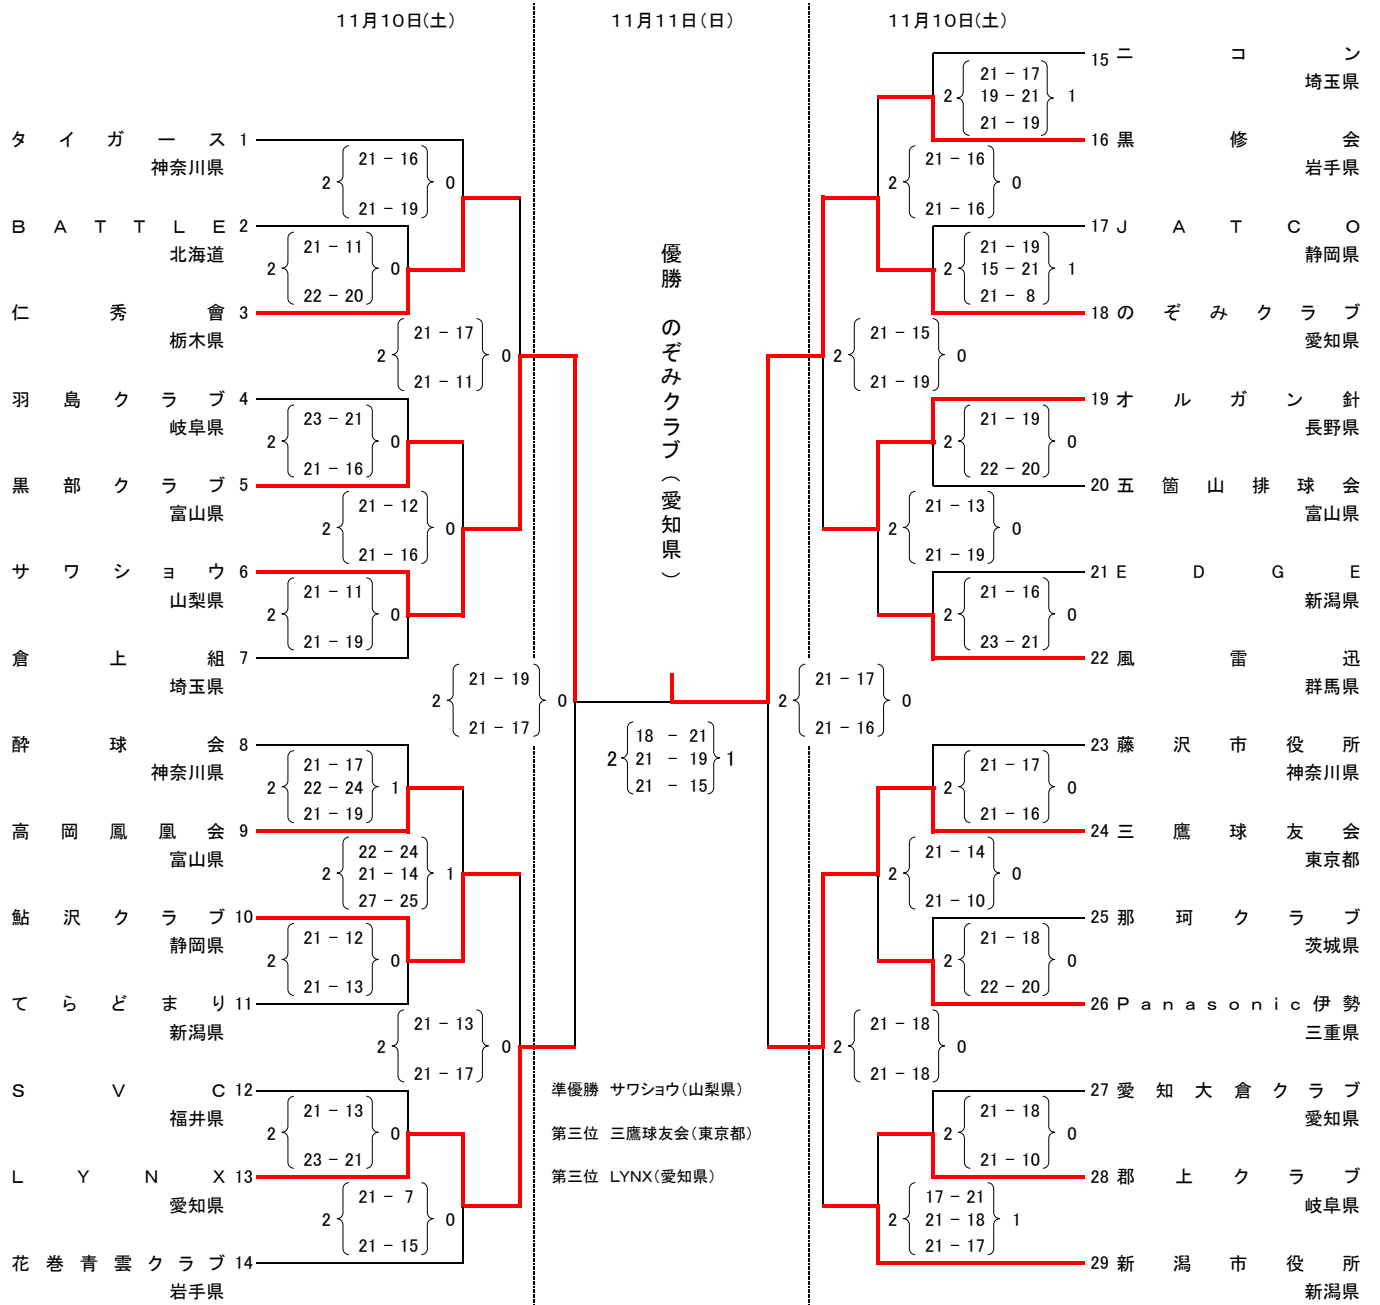 11月10日(土)
11月11日(日)
11月10日(土)
タイガース 1
神奈川県
2 21 - 16 0
21 - 19
BATTLE 2
北海道
2 21 - 11 0
22 - 20
仁秀會 3
栃木県
2 21 - 17 0
21 - 11
羽島クラブ 4
岐阜県
2 23 - 21 0
21 - 16
黒部クラブ 5
富山県
2 21 - 12 0
21 - 16
サワショウ 6
山梨県
2 21 - 11 0
21 - 19
倉上組 7
埼玉県
2 21 - 19 0
21 - 17
酔球会 8
神奈川県
2 21 - 17 1
22 - 24
21 - 19
高岡鳳凰会 9
富山県
2 22 - 24 1
21 - 14
27 - 25
鮎沢クラブ 10
静岡県
2 21 - 12 0
21 - 13
てらどまり 11
新潟県
2 21 - 13 0
21 - 17
SVC 12
福井県
2 21 - 13 0
23 - 21
LYNX 13
愛知県
2 21 - 7 0
21 - 15
花巻青雲クラブ 14
岩手県
優勝 のぞみクラブ(愛知県)
2 18 - 21 1
21 - 19
21 - 15
準優勝 サワショウ(山梨県)
第三位 三鷹球友会(東京都)
第三位 LYNX(愛知県)
15 ニコン
埼玉県
2 21 - 17 1
19 - 21
21 - 19
16 黒修会
岩手県
2 21 - 16 0
21 - 16
17 JATCO
静岡県
2 21 - 19 1
15 - 21
21 - 8
18 のぞみクラブ
愛知県
2 21 - 15 0
21 - 19
19 オルガン針
長野県
2 21 - 19 0
22 - 20
20 五箇山排球会
富山県
2 21 - 13 0
21 - 19
21 EDGE
新潟県
2 21 - 16 0
23 - 21
22 風雷迅
群馬県
2 21 - 17 0
21 - 16
23 藤沢市役所
神奈川県
2 21 - 17 0
21 - 16
24 三鷹球友会
東京都
2 21 - 14 0
21 - 10
25 那珂クラブ
茨城県
2 21 - 18 0
22 - 20
26 Panasonic伊勢
三重県
2 21 - 18 0
21 - 18
27 愛知大倉クラブ
愛知県
2 21 - 18 0
21 - 10
28 郡上クラブ
岐阜県
2 17 - 21 1
21 - 18
21 - 17
29 新潟市役所
新潟県